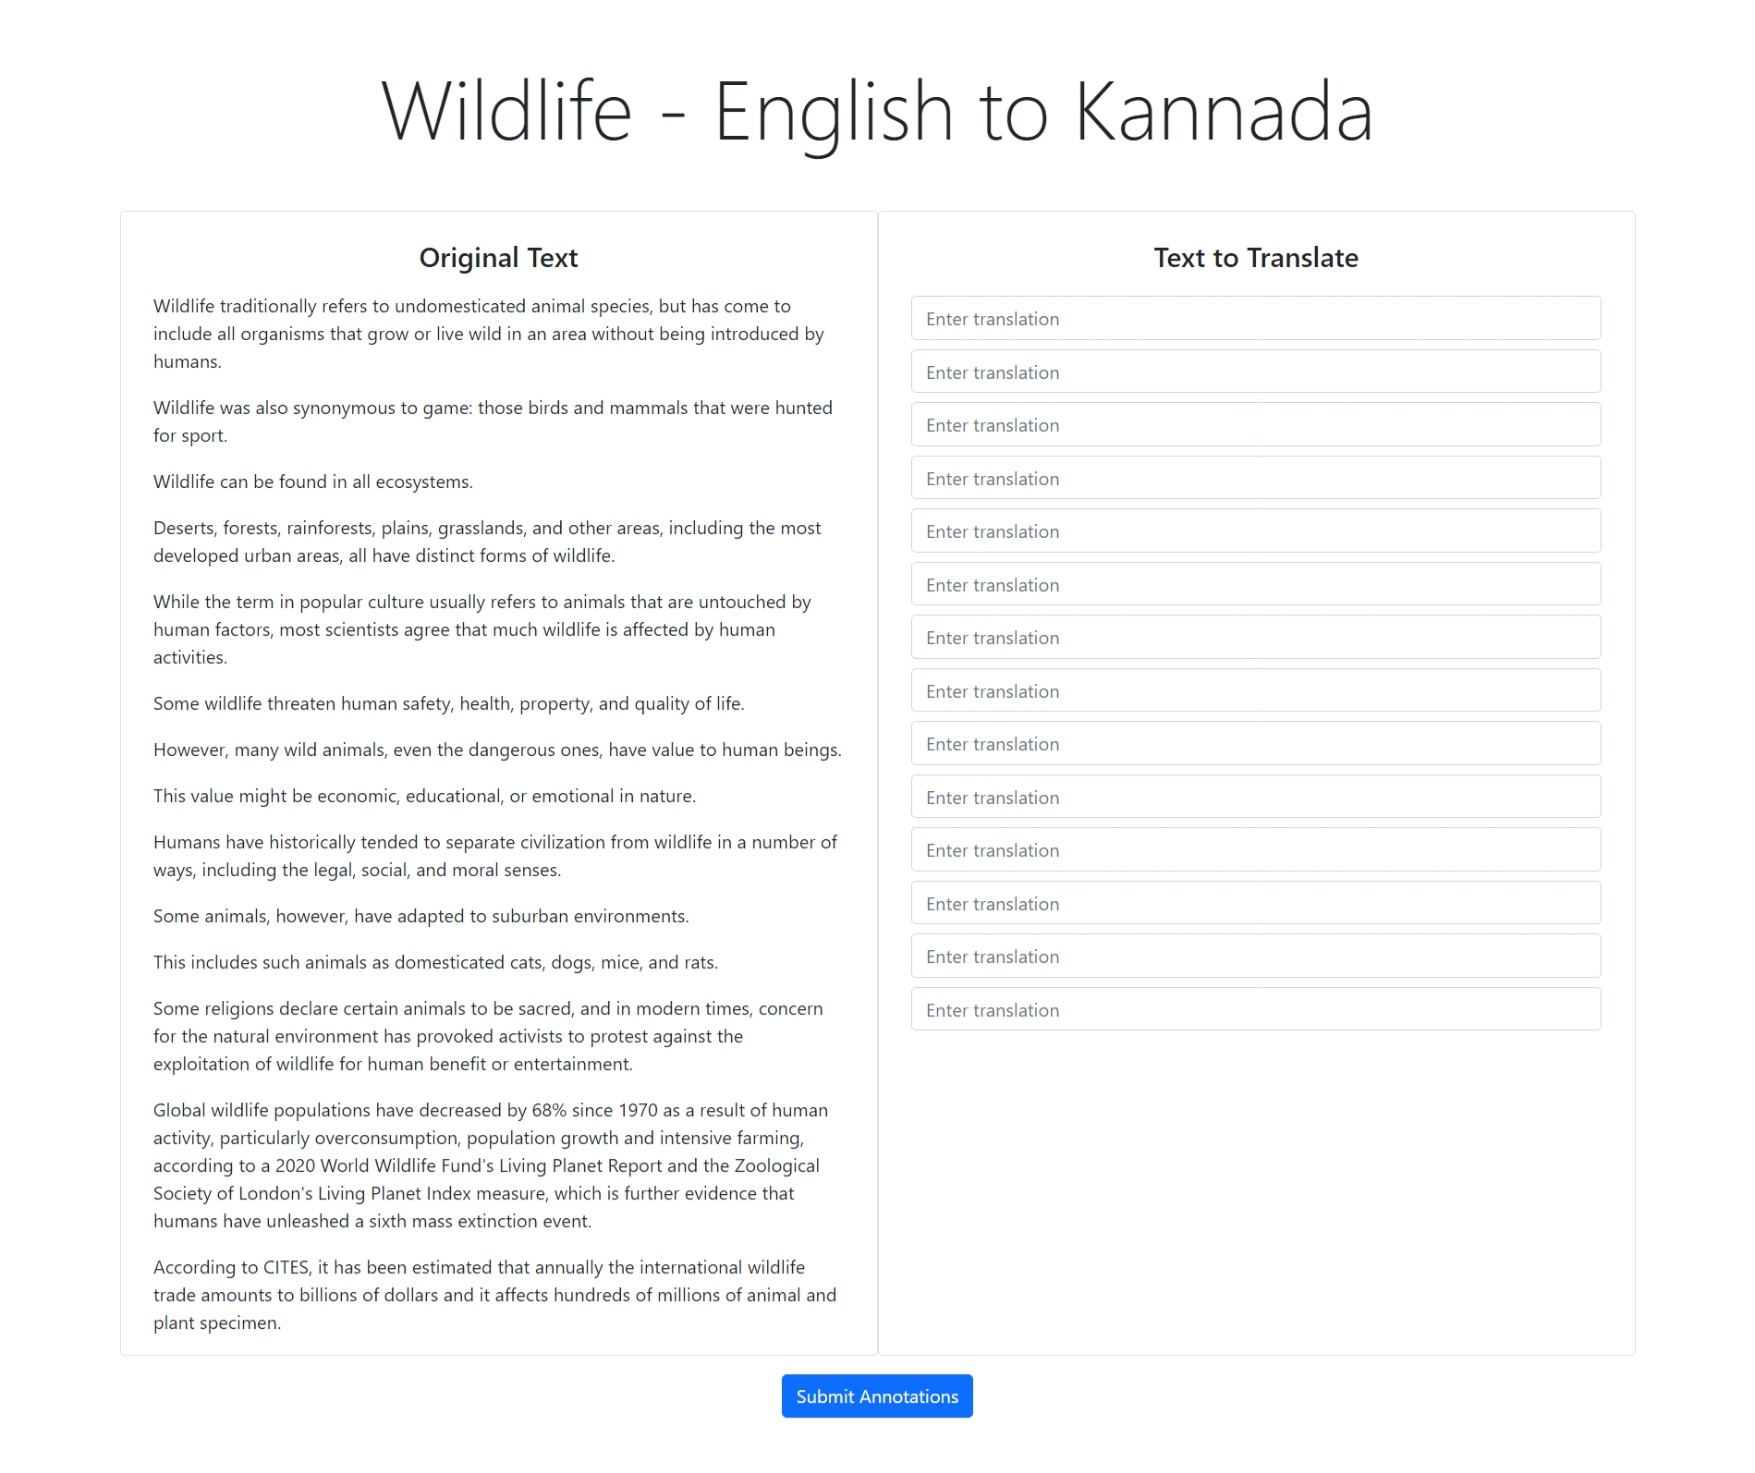 Wildlife - English to Kannada
Original Text
Wildlife traditionally refers to undomesticated animal species, but has come to
include all organisms that grow or live wild in an area without being introduced by
humans.
Wildlife was also synonymous to game: those birds and mammals that were hunted
for sport.
Wildlife can be found in all ecosystems.
Deserts, forests, rainforests, plains, grasslands, and other areas, including the most
developed urban areas, all have distinct forms of wildlife.
While the term in popular culture usually refers to animals that are untouched by
human factors, most scientists agree that much wildlife is affected by human
activities.
Some wildlife threaten human safety, health, property, and quality of life.
However, many wild animals, even the dangerous ones, have value to human beings.
This value might be economic, educational, or emotional in nature.
Humans have historically tended to separate civilization from wildlife in a number of
ways, including the legal, social, and moral senses.
Some animals, however, have adapted to suburban environments.
This includes such animals as domesticated cats, dogs, mice, and rats.
Some religions declare certain animals to be sacred, and in modern times, concern
for the natural environment has provoked activists to protest against the
exploitation of wildlife for human benefit or entertainment.
Global wildlife populations have decreased by 68% since 1970 as a result of human
activity, particularly overconsumption, population growth and intensive farming,
according to a 2020 World Wildlife Fund's Living Planet Report and the Zoological
Society of London's Living Planet Index measure, which is further evidence that
humans have unleashed a sixth mass extinction event.
According to CITES, it has been estimated that annually the international wildlife
trade amounts to billions of dollars and it affects hundreds of millions of animal and
plant specimen.
Text to Translate
Enter translation
Enter translation
Enter translation
Enter translation
Enter translation
Enter translation
Enter translation
Enter translation
Enter translation
Enter translation
Enter translation
Enter translation
Enter translation
Enter translation
Submit Annotations